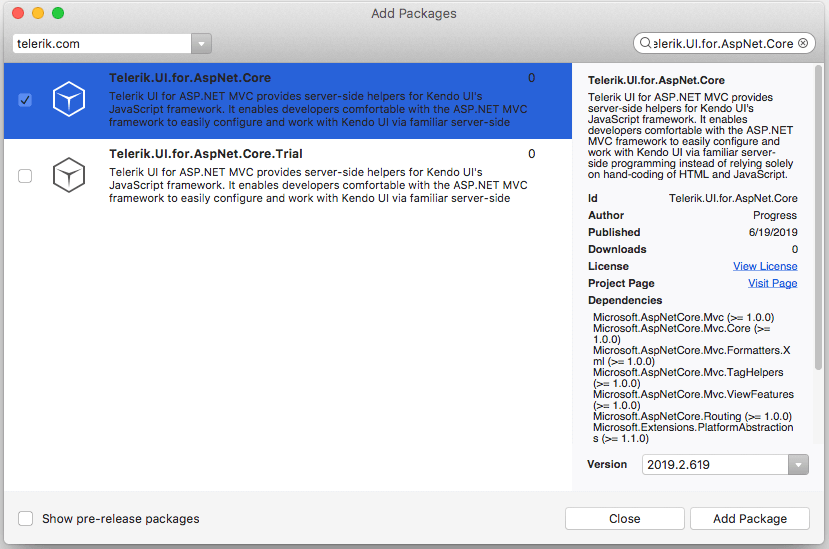 Add Packages
telerik.com
elerik.UI.for.AspNet.Core
Telerik.UI.for.AspNet.Core 0
Telerik UI for ASP.NET MVC provides server-side helpers for Kendo UI's
JavaScript framework. It enables developers comfortable with the ASP.NET MVC
framework to easily configure and work with Kendo UI via familiar server-side
Telerik.UI.for.AspNet.Core.Trial 0
Telerik UI for ASP.NET MVC provides server-side helpers for Kendo UI's
JavaScript framework. It enables developers comfortable with the ASP.NET MVC
framework to easily configure and work with Kendo UI via familiar server-side
Telerik.UI.for.AspNet.Core
Telerik UI for ASP.NET MVC provides
server-side helpers for Kendo UI's
JavaScript framework. It enables
developers comfortable with the ASP.NET
MVC framework to easily configure and
work with Kendo UI via familiar server-
side programming instead of relying solely
on hand-coding of HTML and JavaScript.
Id Telerik.UI.for.AspNet.Core
Author Progress
Published 6/19/2019
Downloads 0
License View License
Project Page Visit Page
Dependencies
Microsoft.AspNetCore.Mvc (>= 1.0.0)
Microsoft.AspNetCore.Mvc.Core (>=
1.0.0)
Microsoft.AspNetCore.Mvc.Formatters.X
ml (>= 1.0.0)
Microsoft.AspNetCore.Mvc.TagHelpers
(>= 1.0.0)
Microsoft.AspNetCore.Mvc.ViewFeatures
(>= 1.0.0)
Microsoft.AspNetCore.Routing (>= 1.0.0)
Microsoft.Extensions.PlatformAbstraction
s (>= 1.1.0)
Version 2019.2.619
Show pre-release packages
Close
Add Package